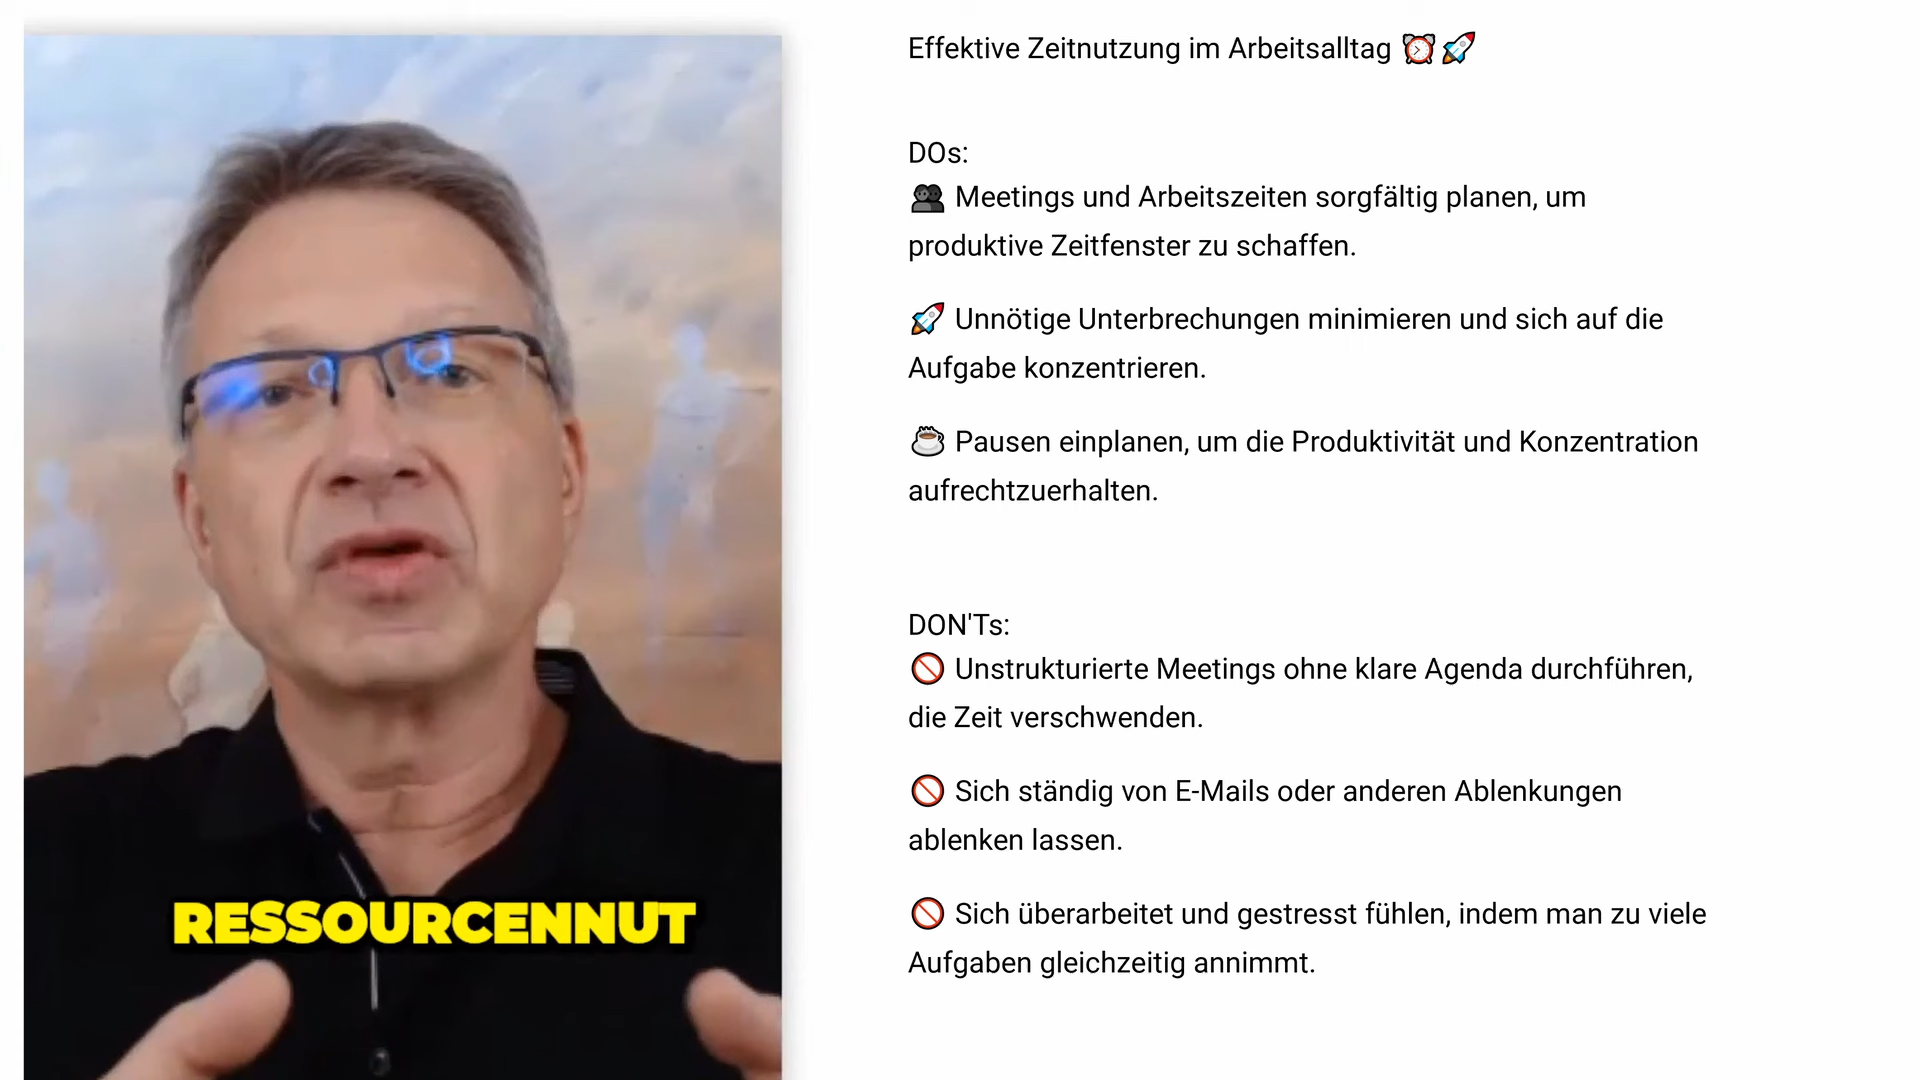 Effektive Zeitnutzung im Arbeitsalltag ⏰🚀
DOs:
👥 Meetings und Arbeitszeiten sorgfältig planen, um
produktive Zeitfenster zu schaffen.
🚀 Unnötige Unterbrechungen minimieren und sich auf die
Aufgabe konzentrieren.
☕ Pausen einplanen, um die Produktivität und Konzentration
aufrechtzuerhalten.
DON'Ts:
🚫 Unstrukturierte Meetings ohne klare Agenda durchführen,
die Zeit verschwenden.
🚫 Sich ständig von E-Mails oder anderen Ablenkungen
ablenken lassen.
🚫 Sich überarbeitet und gestresst fühlen, indem man zu viele
Aufgaben gleichzeitig annimmt.
RESSOURCENNUT